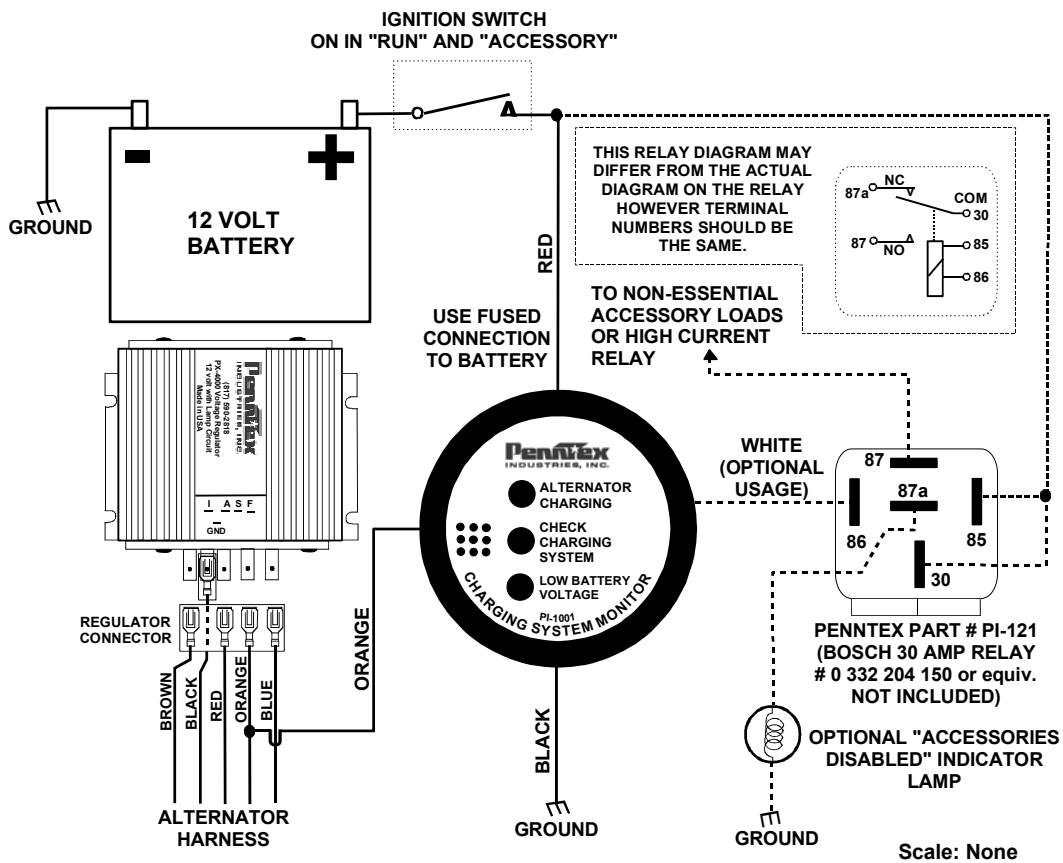 IGNITION SWITCH
ON IN "RUN" AND "ACCESSORY"
GROUND
12 VOLT
BATTERY
RED
USE FUSED
CONNECTION
TO BATTERY
THIS RELAY DIAGRAM MAY
DIFFER FROM THE ACTUAL
DIAGRAM ON THE RELAY
HOWEVER TERMINAL
NUMBERS SHOULD BE
THE SAME.
87a
NC
COM
30
87
NO
85
86
TO NON-ESSENTIAL
ACCESSORY LOADS
OR HIGH CURRENT
RELAY
PennTex
INDUSTRIES, INC.
(817) 590-2818
PX-4000 Voltage Regulator
12 volt with Lamp Circuit
Made in USA
I A S F
GND
REGULATOR
CONNECTOR
BROWN
BLACK
RED
ORANGE
BLUE
ALTERNATOR
HARNESS
ORANGE
PennTex
INDUSTRIES, INC.
ALTERNATOR
CHARGING
CHECK
CHARGING
SYSTEM
LOW BATTERY
VOLTAGE
PI-1001
CHARGING SYSTEM MONITOR
BLACK
GROUND
WHITE
(OPTIONAL
USAGE)
87
87a
86
85
30
PENNTEX PART # PI-121
(BOSCH 30 AMP RELAY
# 0 332 204 150 or equiv.
NOT INCLUDED)
OPTIONAL "ACCESSORIES
DISABLED" INDICATOR
LAMP
GROUND
Scale: None